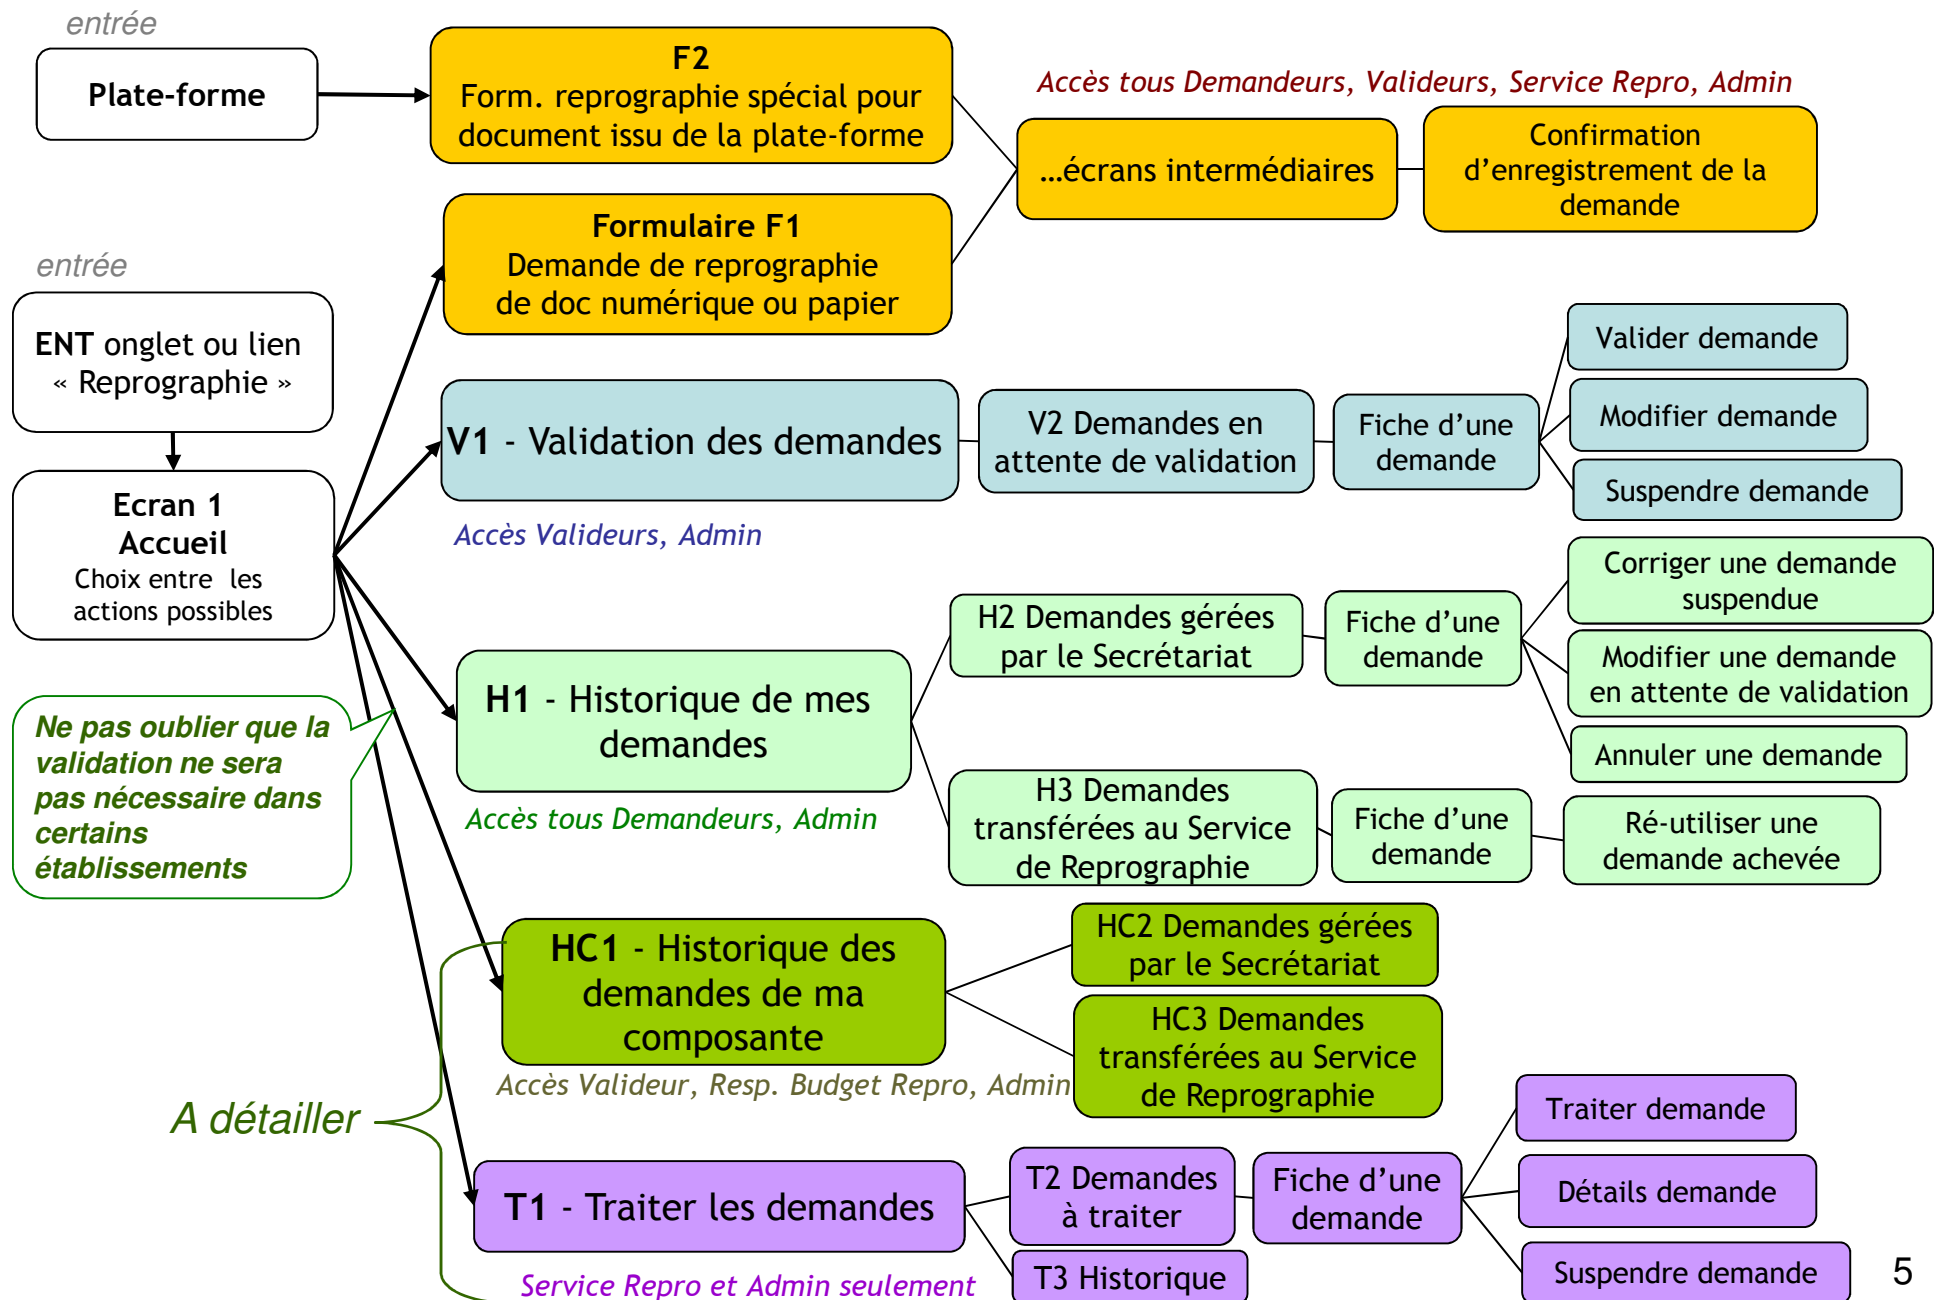 entrée
Plate-forme
F2
Form. reprographie spécial pour
document issu de la plate-forme
Accès tous Demandeurs, Valideurs, Service Repro, Admin
…écrans intermédiaires
Confirmation
d’enregistrement de la
demande
Formulaire F1
Demande de reprographie
de doc numérique ou papier
entrée
ENT onglet ou lien
« Reprographie »
Ecran 1
Accueil
Choix entre les
actions possibles
V1 - Validation des demandes
Accès Valideurs, Admin
V2 Demandes en
attente de validation
Fiche d’une
demande
Valider demande
Modifier demande
Suspendre demande
H1 - Historique de mes
demandes
Accès tous Demandeurs, Admin
H2 Demandes gérées
par le Secrétariat
Fiche d’une
demande
Corriger une demande
suspendue
Modifier une demande
en attente de validation
Annuler une demande
H3 Demandes
transférées au Service
de Reprographie
Fiche d’une
demande
Ré-utiliser une
demande achevée
Ne pas oublier que la
validation ne sera
pas nécessaire dans
certains
établissements
HC1 - Historique des
demandes de ma
composante
Accès Valideur, Resp. Budget Repro, Admin
HC2 Demandes gérées
par le Secrétariat
HC3 Demandes
transférées au Service
de Reprographie
A détailler
T1 - Traiter les demandes
Service Repro et Admin seulement
T2 Demandes
à traiter
T3 Historique
Fiche d’une
demande
Traiter demande
Détails demande
Suspendre demande
5